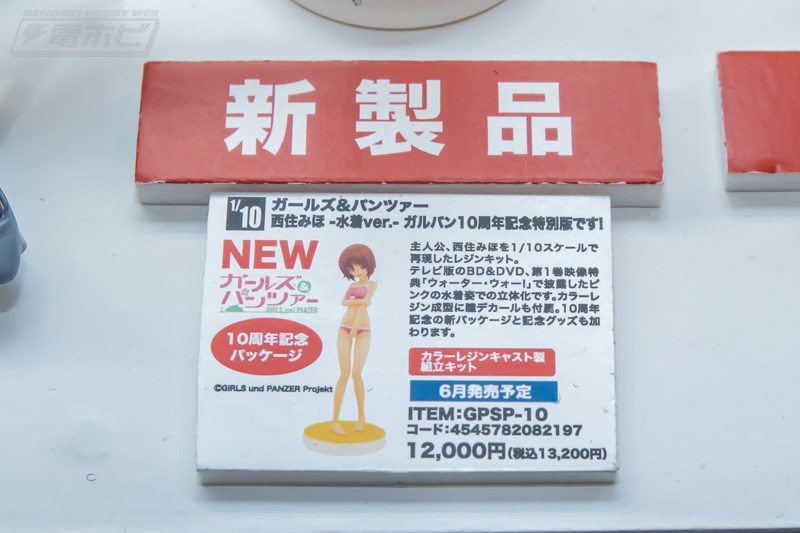 DENGEKI HOBBY WEB
電ホビ
新製品
1/10
ガールズ&パンツァー
西住みほ -水着ver.- ガルパン10周年記念特別版です!
NEW
ガールズ&
パンツァー
GIRLS und PANZER
10周年記念
パッケージ
©GIRLS und PANZER Projekt
主人公、西住みほを1/10スケールで
再現したレジンキット。
テレビ版のBD&DVD、第1巻映像特
典「ウォーター・ウォー!」で披露したピ
ンクの水着姿での立体化です。カラーレ
ジン成型に瞳デカールも付属。10周年
記念の新パッケージと記念グッズも加
わります。
カラーレジンキャスト製
組立キット
6月発売予定
ITEM:GPSP-10
コード:4545782082197
12,000円(税込13,200円)